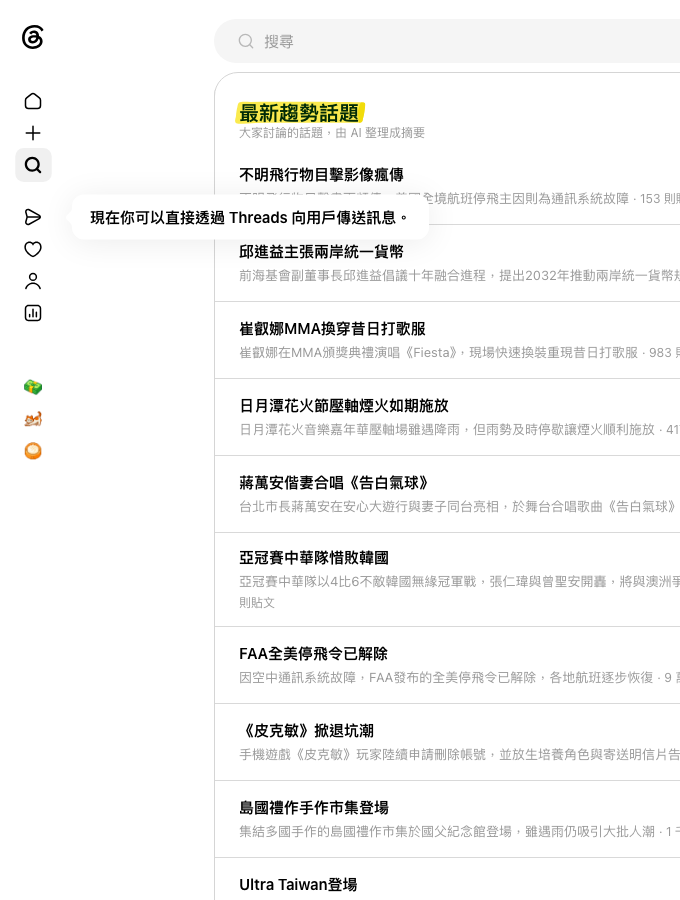 搜尋
最新趨勢話題
大家討論的話題，由 AI 整理成摘要
不明飛行物目擊影像瘋傳
全境航班停飛主因則為通訊系統故障 · 153 則
現在你可以直接透過 Threads 向用戶傳送訊息。
邱進益主張兩岸統一貨幣
前海基會副董事長邱進益倡議十年融合進程，提出2032年推動兩岸統一貨幣
崔叡娜MMA換穿昔日打歌服
崔叡娜在MMA頒獎典禮演唱《Fiesta》，現場快速換裝重現昔日打歌服 · 983
日月潭花火節壓軸煙火如期施放
日月潭花火音樂嘉年華壓軸場雖遇降雨，但雨勢及時停歇讓煙火順利施放 · 41
蔣萬安偕妻合唱《告白氣球》
台北市長蔣萬安在安心大遊行與妻子同台亮相，於舞台合唱歌曲《告白氣球》
亞冠賽中華隊惜敗韓國
亞冠賽中華隊以4比6不敵韓國無緣冠軍戰，張仁瑋與曾聖安開轟，將與澳洲爭
則貼文
FAA全美停飛令已解除
因空中通訊系統故障，FAA發布的全美停飛令已解除，各地航班逐步恢復 · 9
《皮克敏》掀退坑潮
手機遊戲《皮克敏》玩家陸續申請刪除帳號，並放生培養角色與寄送明信片告
島國禮作手作市集登場
集結多國手作的島國禮作市集於國父紀念館登場，雖遇雨仍吸引大批人潮 · 1
Ultra Taiwan登場